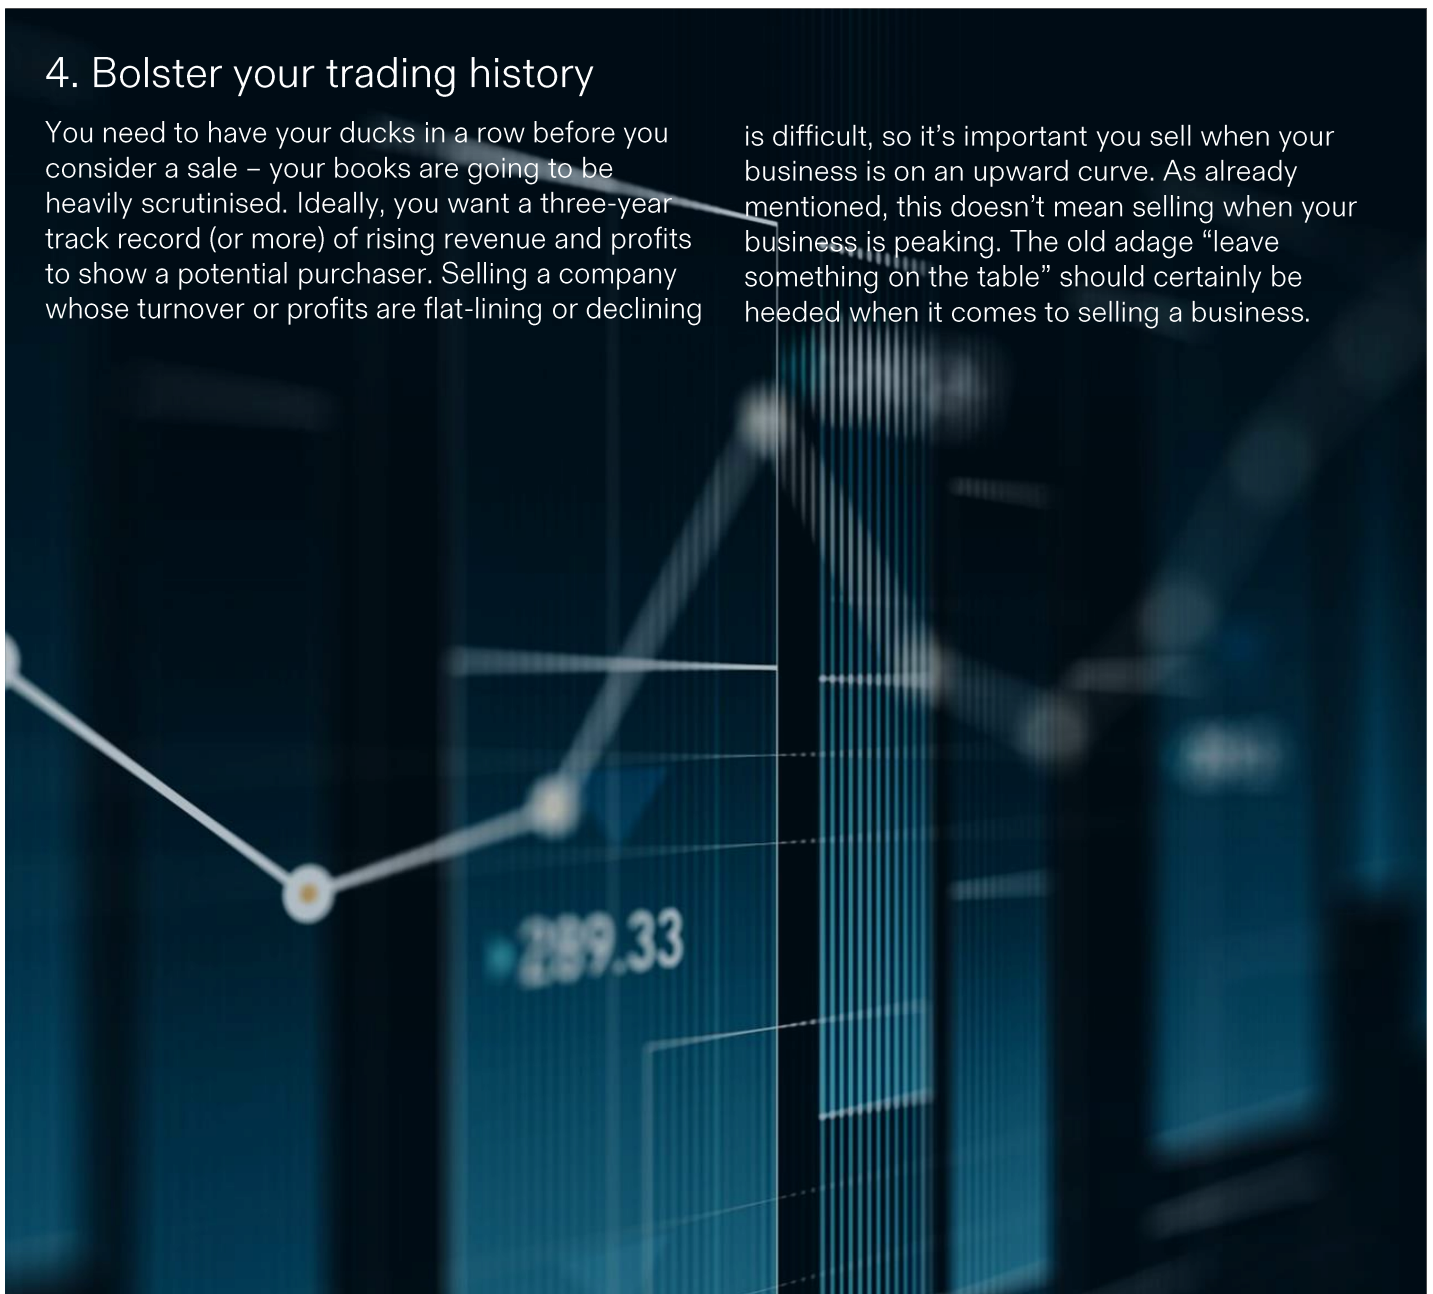 4. Bolster your trading history
You need to have your ducks in a row before you
consider a sale – your books are going to be
heavily scrutinised. Ideally, you want a three-year
track record (or more) of rising revenue and profits
to show a potential purchaser. Selling a company
whose turnover or profits are flat-lining or declining
is difficult, so it’s important you sell when your
business is on an upward curve. As already
mentioned, this doesn’t mean selling when your
business is peaking. The old adage “leave
something on the table” should certainly be
heeded when it comes to selling a business.
289.33